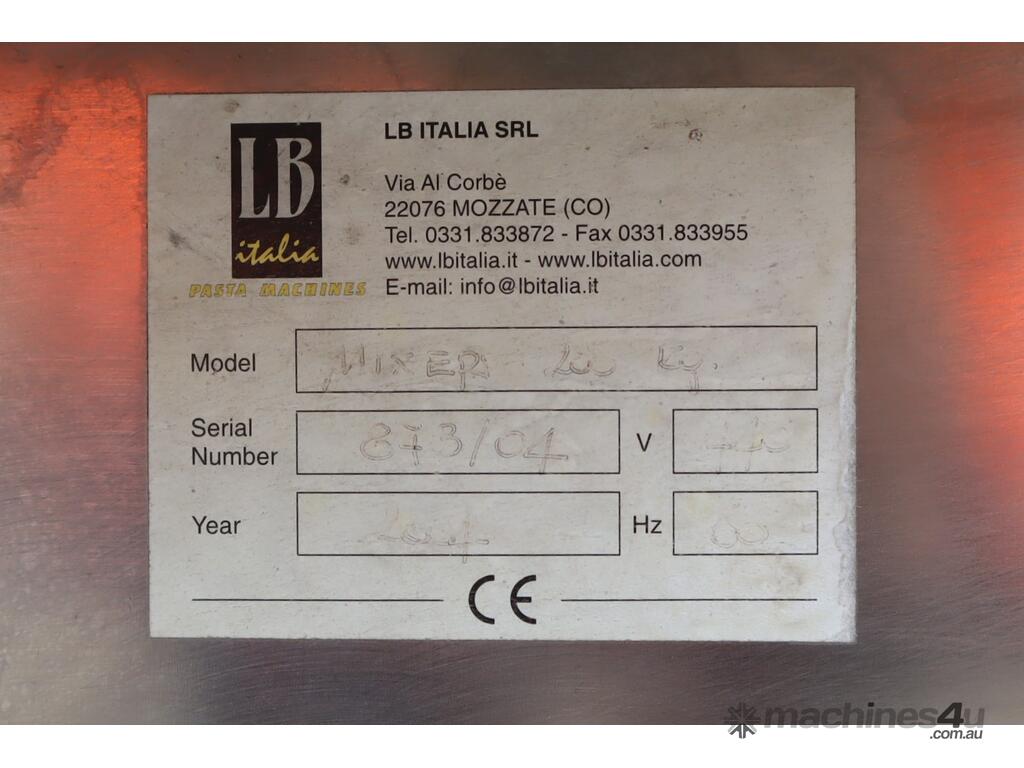 LB
italia
PASTA MACHINES
LB ITALIA SRL
Via Al Corbè
22076 MOZZATE (CO)
Tel. 0331.833872 - Fax 0331.833955
www.lbitalia.it - www.lbitalia.com
E-mail: info@lbitalia.it
Model MIXER Kg.
Serial Number 873/04 V
Year 2004 Hz 60
CE
machines4u
.com.au